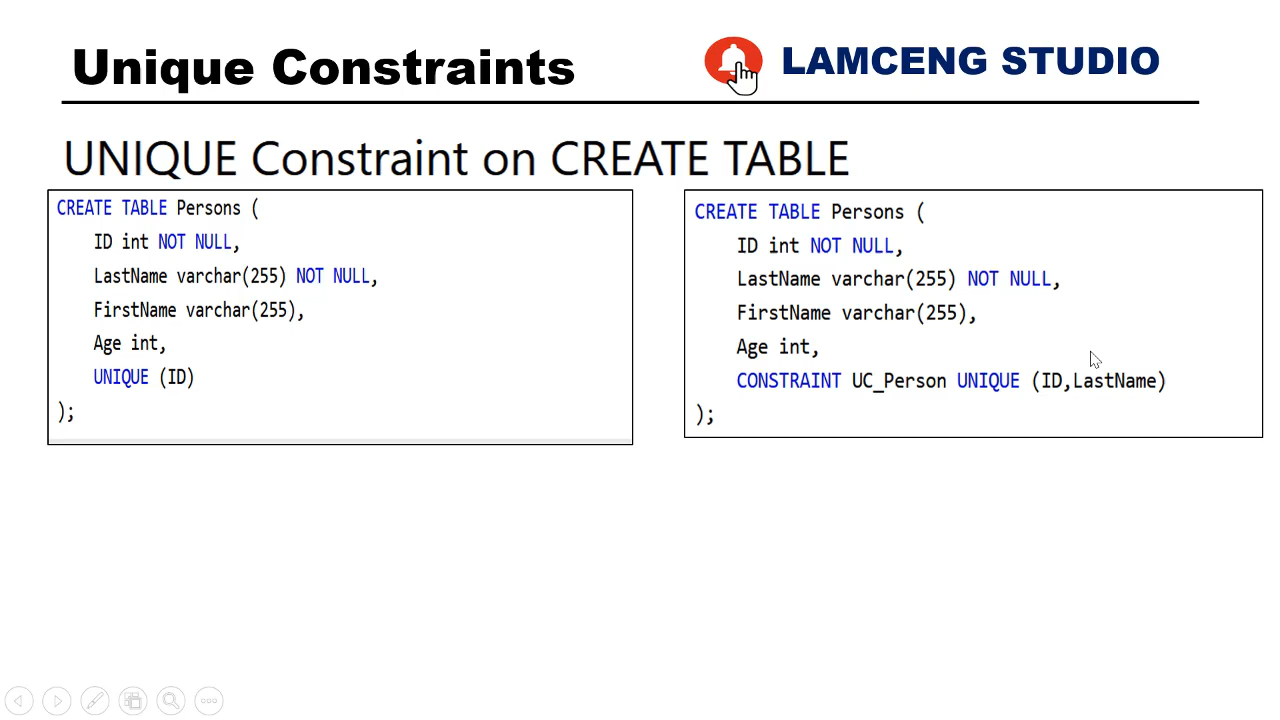 Unique Constraints
LAMCENG STUDIO
UNIQUE Constraint on CREATE TABLE
CREATE TABLE Persons (
    ID int NOT NULL,
    LastName varchar(255) NOT NULL,
    FirstName varchar(255),
    Age int,
    UNIQUE (ID)
);
CREATE TABLE Persons (
    ID int NOT NULL,
    LastName varchar(255) NOT NULL,
    FirstName varchar(255),
    Age int,
    CONSTRAINT UC_Person UNIQUE (ID,LastName)
);